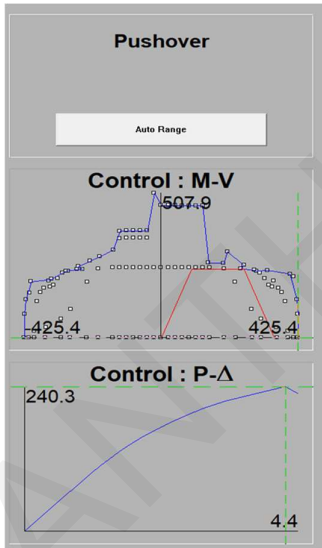 Pushover
Auto Range
Control : M-V
507.9
-425.4 425.4
Control : P-Δ
240.3
4.4